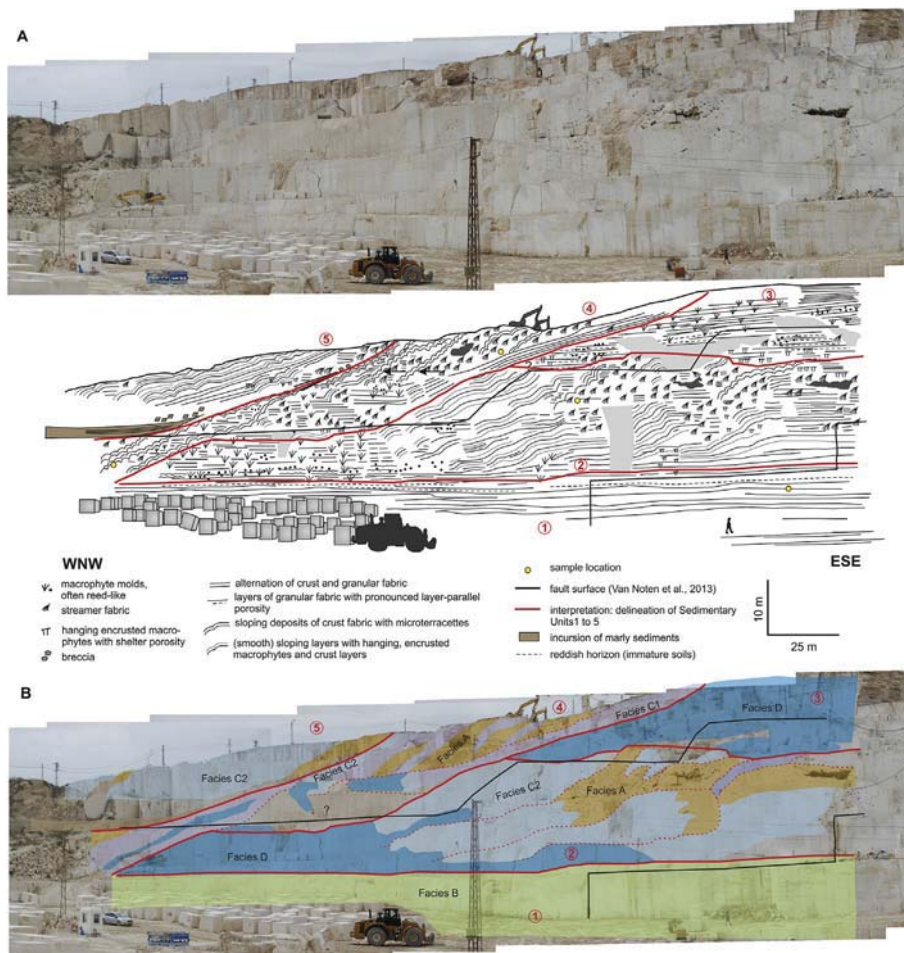 A
⑤
④
③
②
①
WNW
ESE
macrophyte molds,
often reed-like
streamer fabric
hanging encrusted macro-
phytes with shelter porosity
breccia
alternation of crust and granular fabric
layers of granular fabric with pronounced layer-parallel
porosity
sloping deposits of crust fabric with microterracettes
(smooth) sloping layers with hanging, encrusted
macrophytes and crust layers
sample location
fault surface (Van Noten et al., 2013)
interpretation: delineation of Sedimentary
Units1 to 5
incursion of marly sediments
reddish horizon (immature soils)
10 m
25 m
B
⑤
④
③
Facies C1
Facies D
Facies A
Facies C2
Facies C2
Facies C2
Facies A
?
Facies D
②
Facies B
①